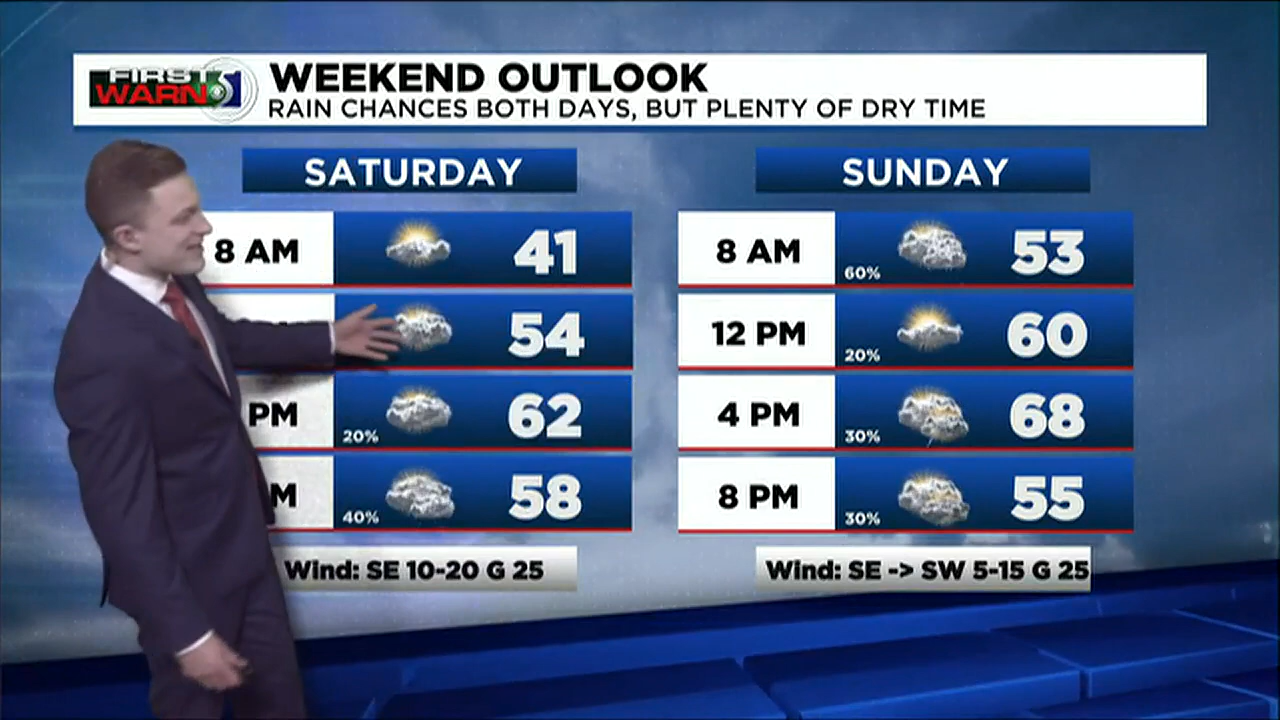 FIRST
WARN 5
WEEKEND OUTLOOK
RAIN CHANCES BOTH DAYS, BUT PLENTY OF DRY TIME
SATURDAY
8 AM 41
54
PM 20% 62
M 40% 58
Wind: SE 10-20 G 25
SUNDAY
8 AM 60% 53
12 PM 20% 60
4 PM 30% 68
8 PM 30% 55
Wind: SE -> SW 5-15 G 25